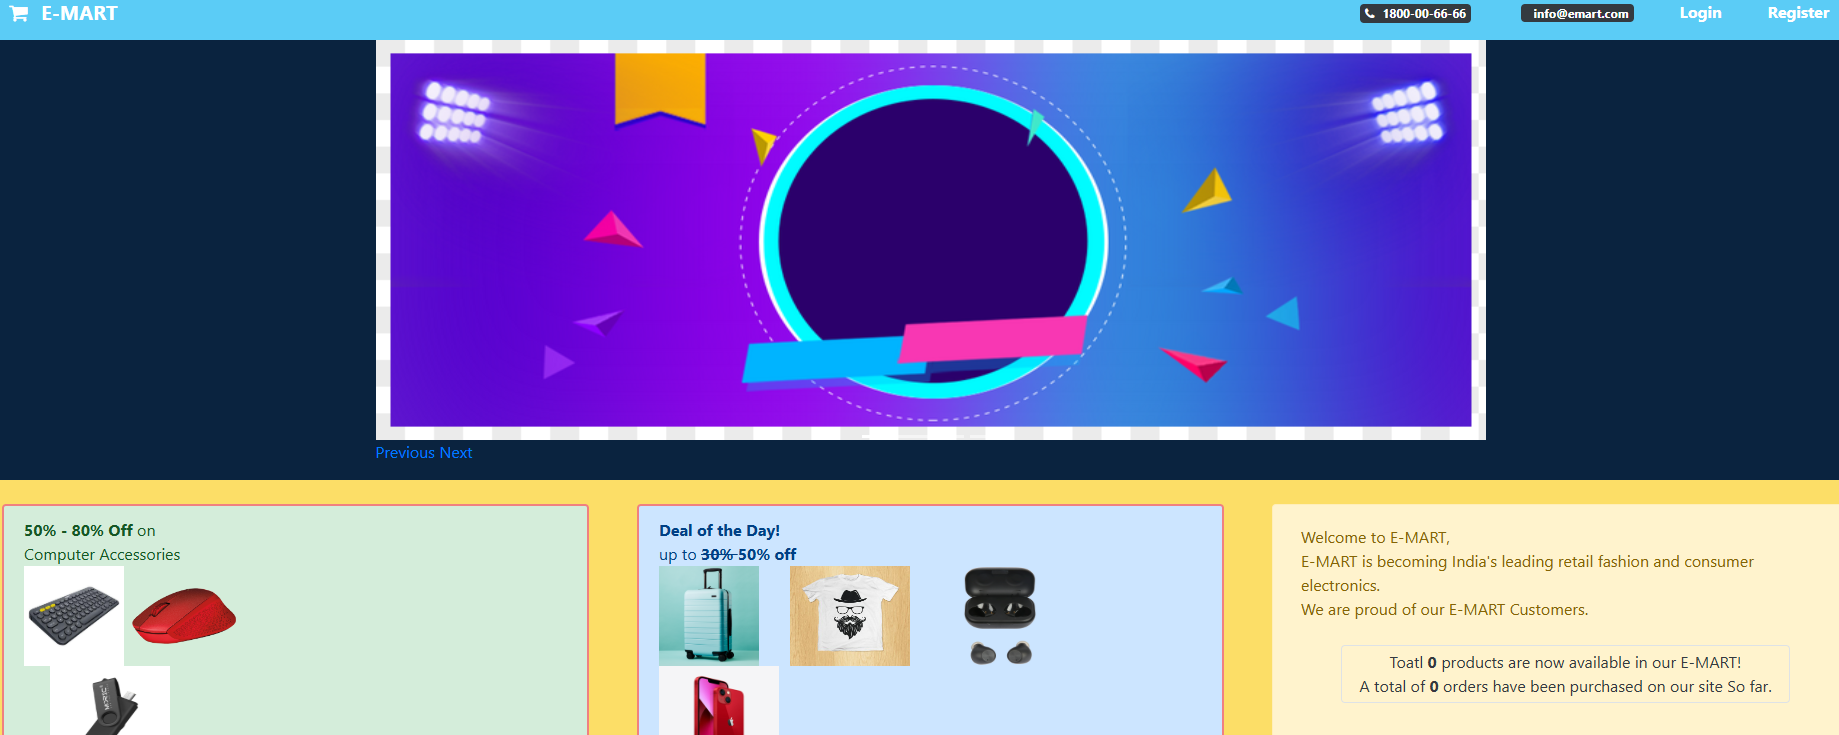 E-MART
1800-00-66-66
info@emart.com
Login
Register
Previous Next
50% - 80% Off on
Computer Accessories
Deal of the Day!
up to 30% 50% off
Welcome to E-MART,
E-MART is becoming India's leading retail fashion and consumer
electronics.
We are proud of our E-MART Customers.
Toatl 0 products are now available in our E-MART!
A total of 0 orders have been purchased on our site So far.